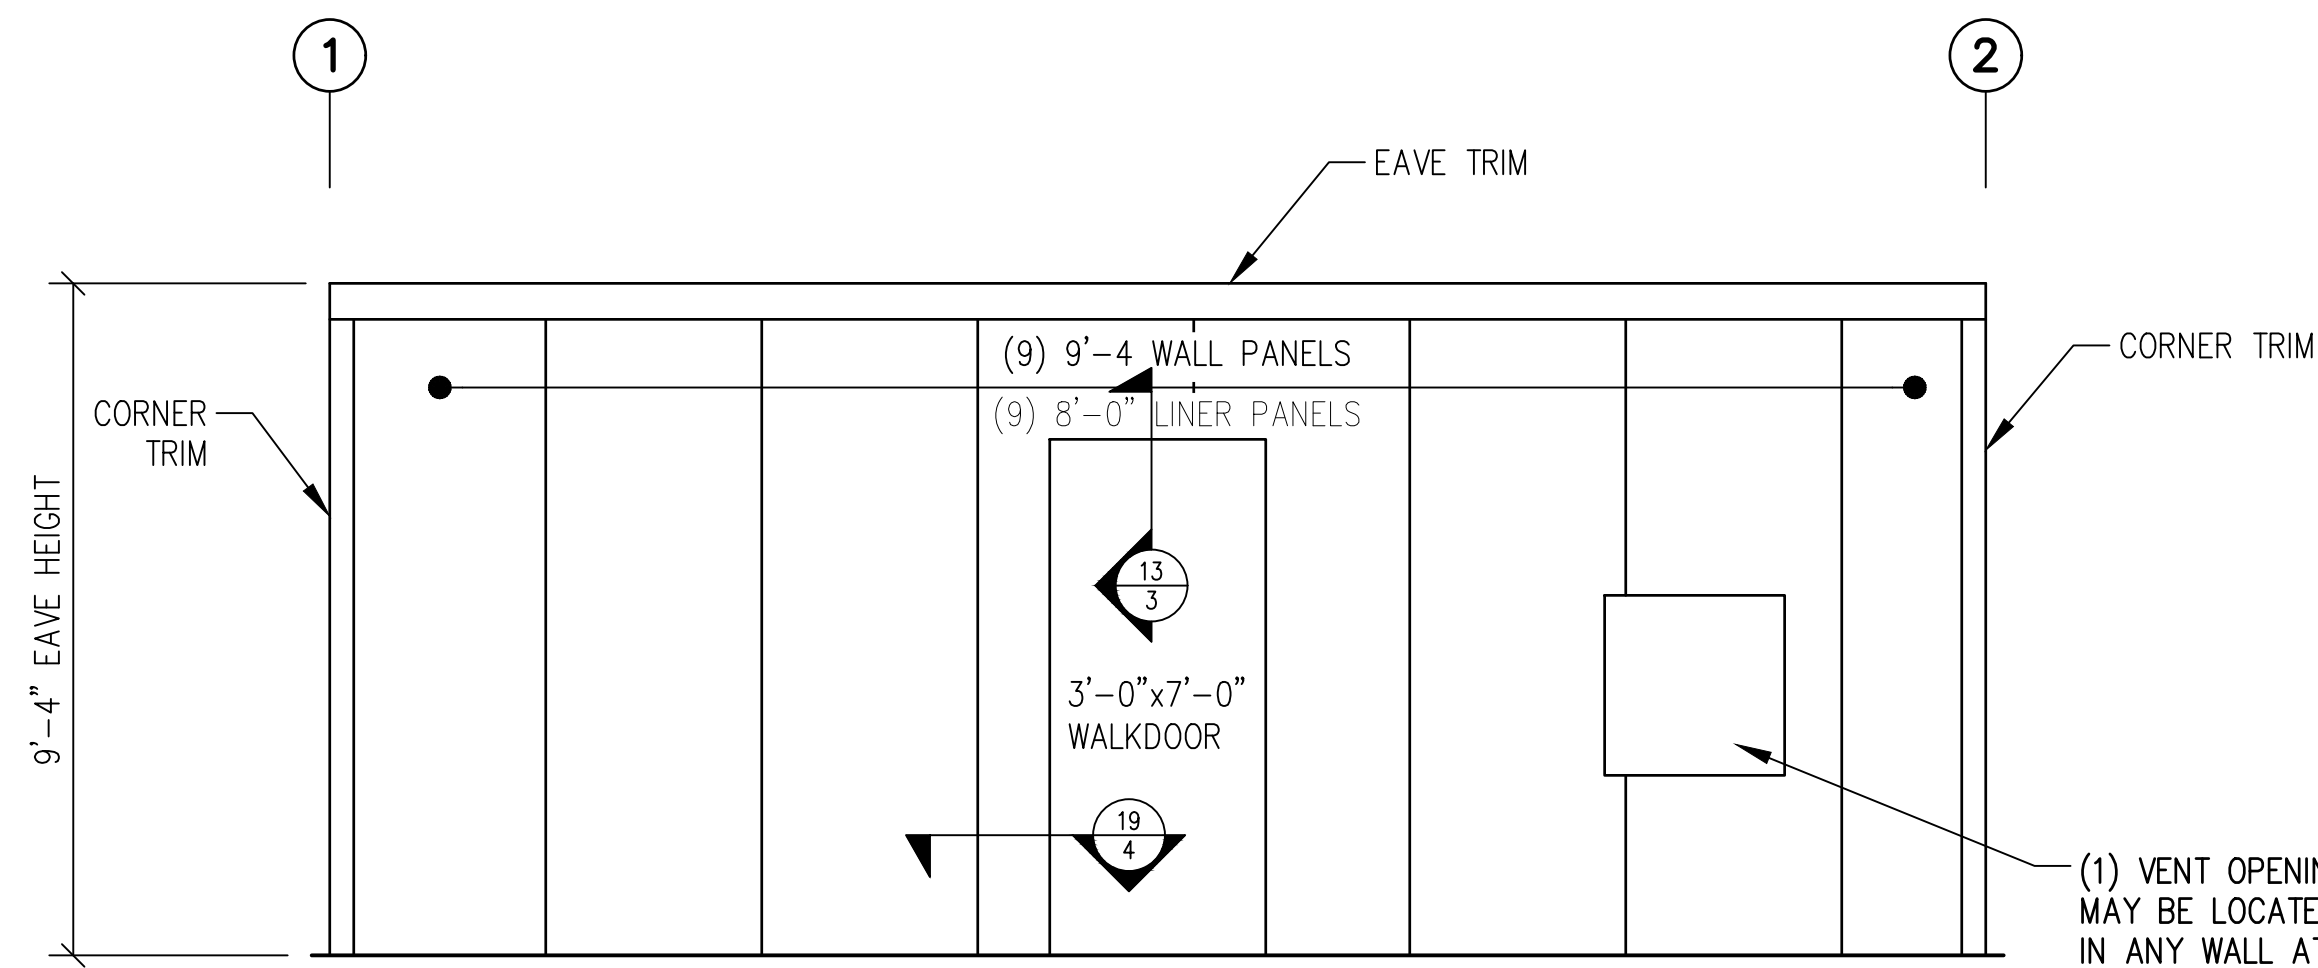 1
2
EAVE TRIM
(9) 9'-4 WALL PANELS
CORNER TRIM
(9) 8'-0" LINER PANELS
CORNER
TRIM
9'-4" EAVE HEIGHT
13
3
3'-0"x7'-0"
WALKDOOR
19
4
(1) VENT
MAY BE
IN ANY WALL